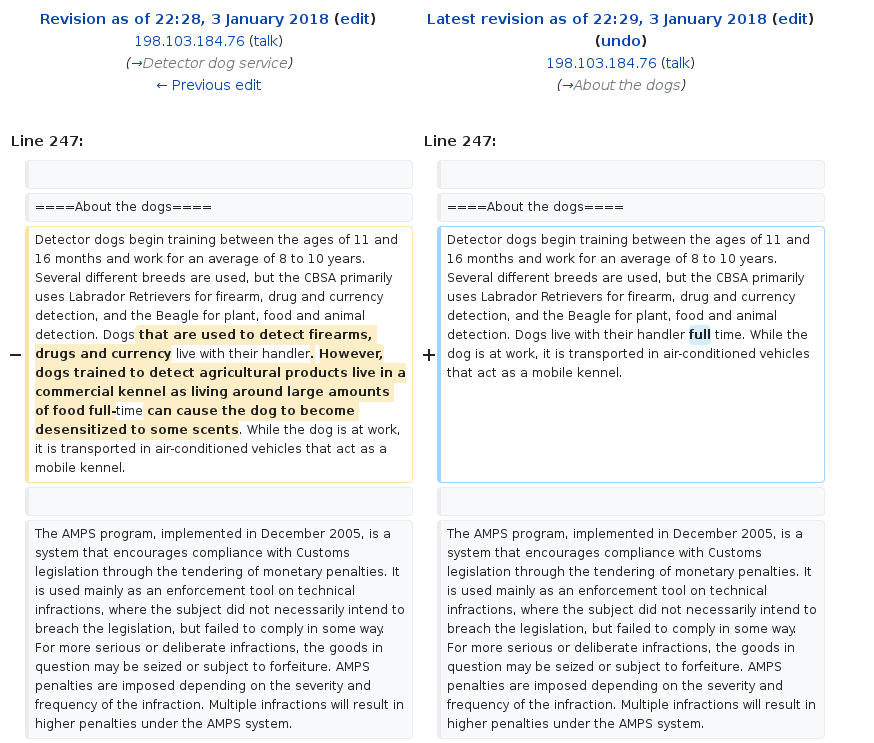 Revision as of 22:28, 3 January 2018 (edit)
198.103.184.76 (talk)
(→Detector dog service)
← Previous edit
Latest revision as of 22:29, 3 January 2018 (edit)
(undo)
198.103.184.76 (talk)
(→About the dogs)
Line 247:
Line 247:
====About the dogs====
====About the dogs====
−
Detector dogs begin training between the ages of 11 and
16 months and work for an average of 8 to 10 years.
Several different breeds are used, but the CBSA primarily
uses Labrador Retrievers for firearm, drug and currency
detection, and the Beagle for plant, food and animal
detection. Dogs that are used to detect firearms,
drugs and currency live with their handler. However,
dogs trained to detect agricultural products live in a
commercial kennel as living around large amounts
of food full-time can cause the dog to become
desensitized to some scents. While the dog is at work,
it is transported in air-conditioned vehicles that act as a
mobile kennel.
+
Detector dogs begin training between the ages of 11 and
16 months and work for an average of 8 to 10 years.
Several different breeds are used, but the CBSA primarily
uses Labrador Retrievers for firearm, drug and currency
detection, and the Beagle for plant, food and animal
detection. Dogs live with their handler full time. While the
dog is at work, it is transported in air-conditioned vehicles
that act as a mobile kennel.
The AMPS program, implemented in December 2005, is a
system that encourages compliance with Customs
legislation through the tendering of monetary penalties. It
is used mainly as an enforcement tool on technical
infractions, where the subject did not necessarily intend to
breach the legislation, but failed to comply in some way.
For more serious or deliberate infractions, the goods in
question may be seized or subject to forfeiture. AMPS
penalties are imposed depending on the severity and
frequency of the infraction. Multiple infractions will result in
higher penalties under the AMPS system.
The AMPS program, implemented in December 2005, is a
system that encourages compliance with Customs
legislation through the tendering of monetary penalties. It
is used mainly as an enforcement tool on technical
infractions, where the subject did not necessarily intend to
breach the legislation, but failed to comply in some way.
For more serious or deliberate infractions, the goods in
question may be seized or subject to forfeiture. AMPS
penalties are imposed depending on the severity and
frequency of the infraction. Multiple infractions will result in
higher penalties under the AMPS system.